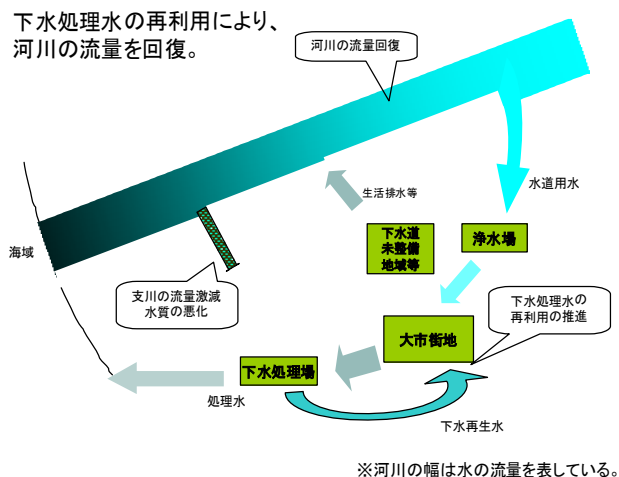 下水処理水の再利用により、
河川の流量を回復。
河川の流量回復
生活排水等
水道用水
下水道
未整備
地域等
浄水場
海域
支川の流量激減
水質の悪化
下水処理水の
再利用の推進
大市街地
下水処理場
処理水
下水再生水
※河川の幅は水の流量を表している。